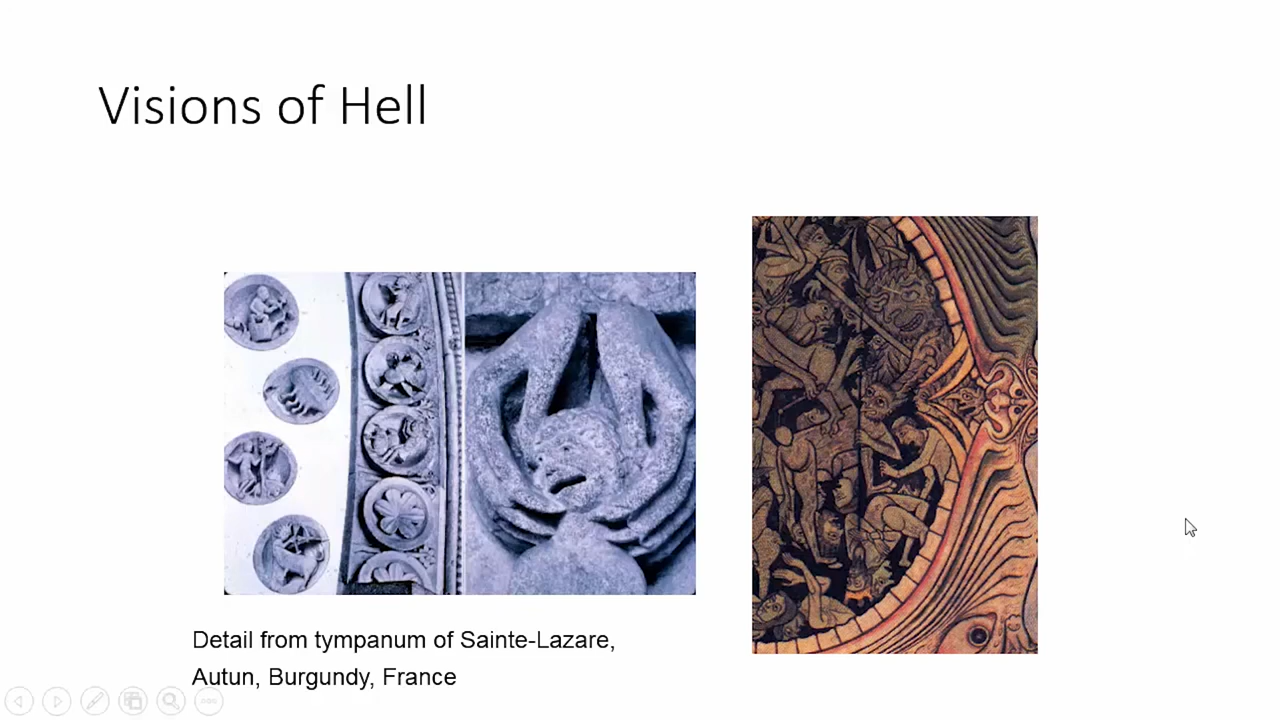 Visions of Hell
Detail from tympanum of Sainte-Lazare,
Autun, Burgundy, France